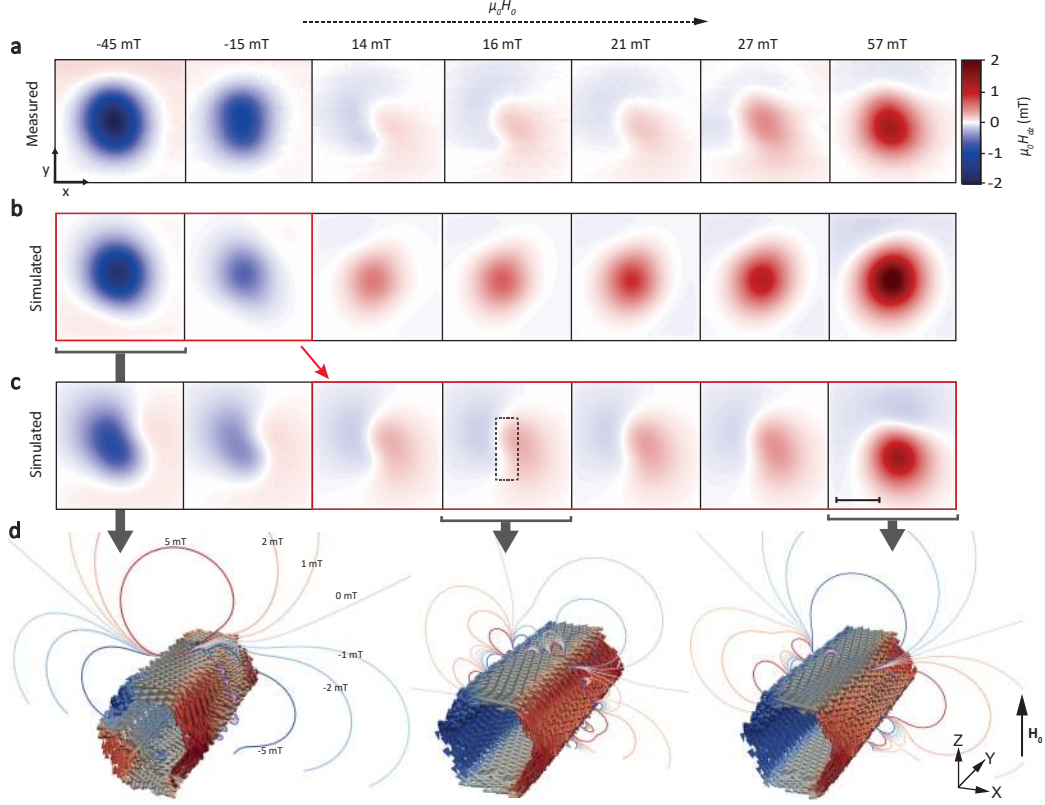 μ₀H₀
a
-45 mT -15 mT 14 mT 16 mT 21 mT 27 mT 57 mT
Measured
y
x
2
1
0
-1
-2
μ₀H_dz (mT)
b
Simulated
c
Simulated
d
5 mT
2 mT
1 mT
0 mT
-1 mT
-2 mT
-5 mT
Z
Y
X
H₀